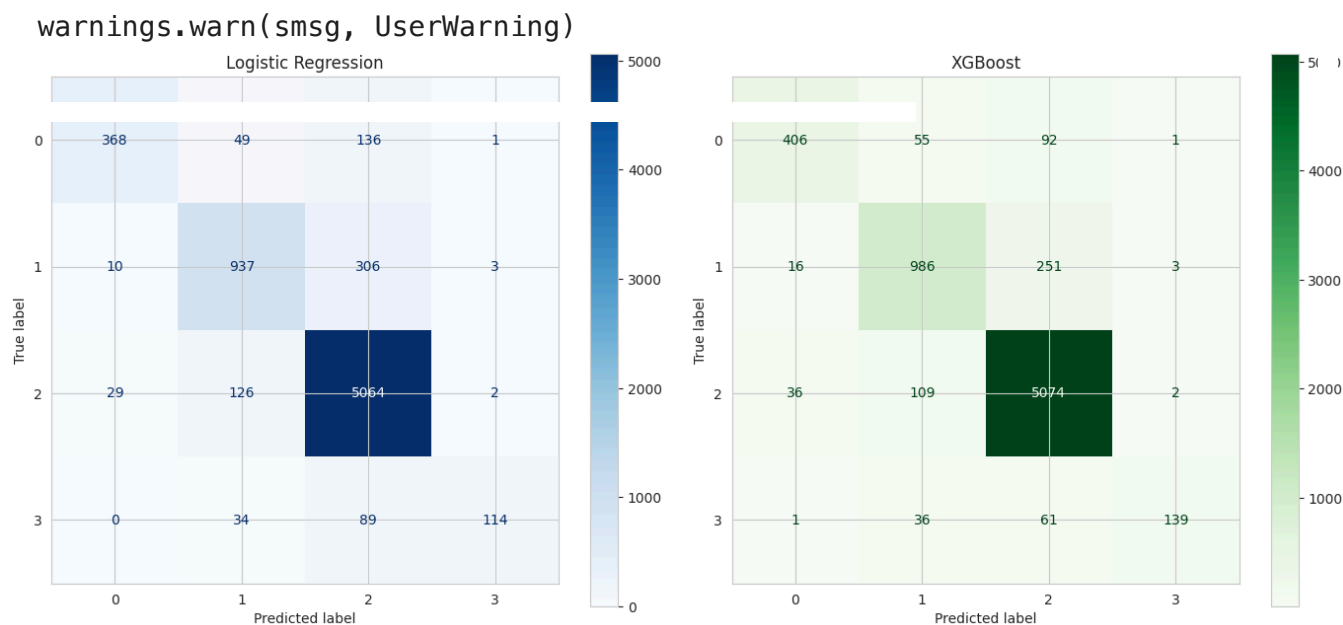 warnings.warn(smsg, UserWarning)
Logistic Regression
XGBoost
0 368 49 136 1
1 10 937 306 3
2 29 126 5064 2
3 0 34 89 114
0 1 2 3
Predicted label
True label
5000
4000
3000
2000
1000
0
0 406 55 92 1
1 16 986 251 3
2 36 109 5074 2
3 1 36 61 139
0 1 2 3
Predicted label
True label
4000
3000
2000
1000